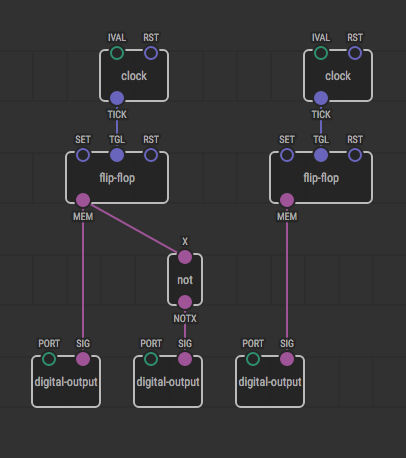 IVAL RST IVAL RST
clock clock
TICK TICK
SET TGL RST SET TGL RST
flip-flop flip-flop
MEM MEM
X
not
NOTX
PORT SIG PORT SIG PORT SIG
digital-output digital-output digital-output